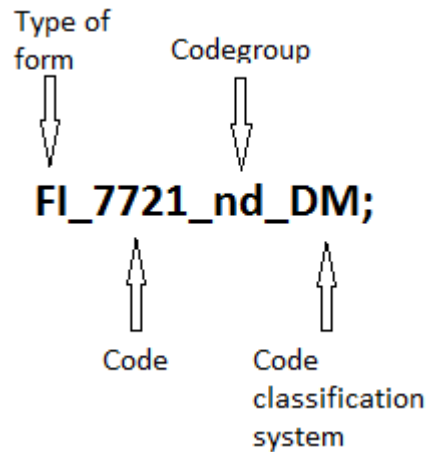 Type of
form
Codegroup
FI_7721_nd_DM;
Code
Code
classification
system